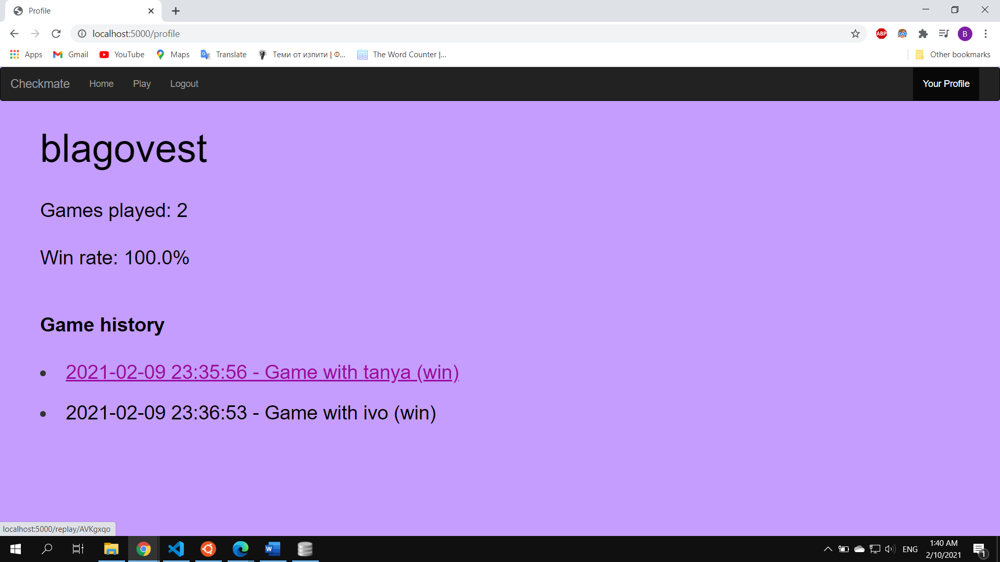 Profile
localhost:5000/profile
ABP
B
Apps
Gmail
YouTube
Maps
Translate
Теми от изпити | Ф...
The Word Counter |...
Other bookmarks
Checkmate
Home
Play
Logout
Your Profile
blagovest
Games played: 2
Win rate: 100.0%
Game history
2021-02-09 23:35:56 - Game with tanya (win)
2021-02-09 23:36:53 - Game with ivo (win)
localhost:5000/replay/AVKgxqo
ENG
1:40 AM
2/10/2021
1